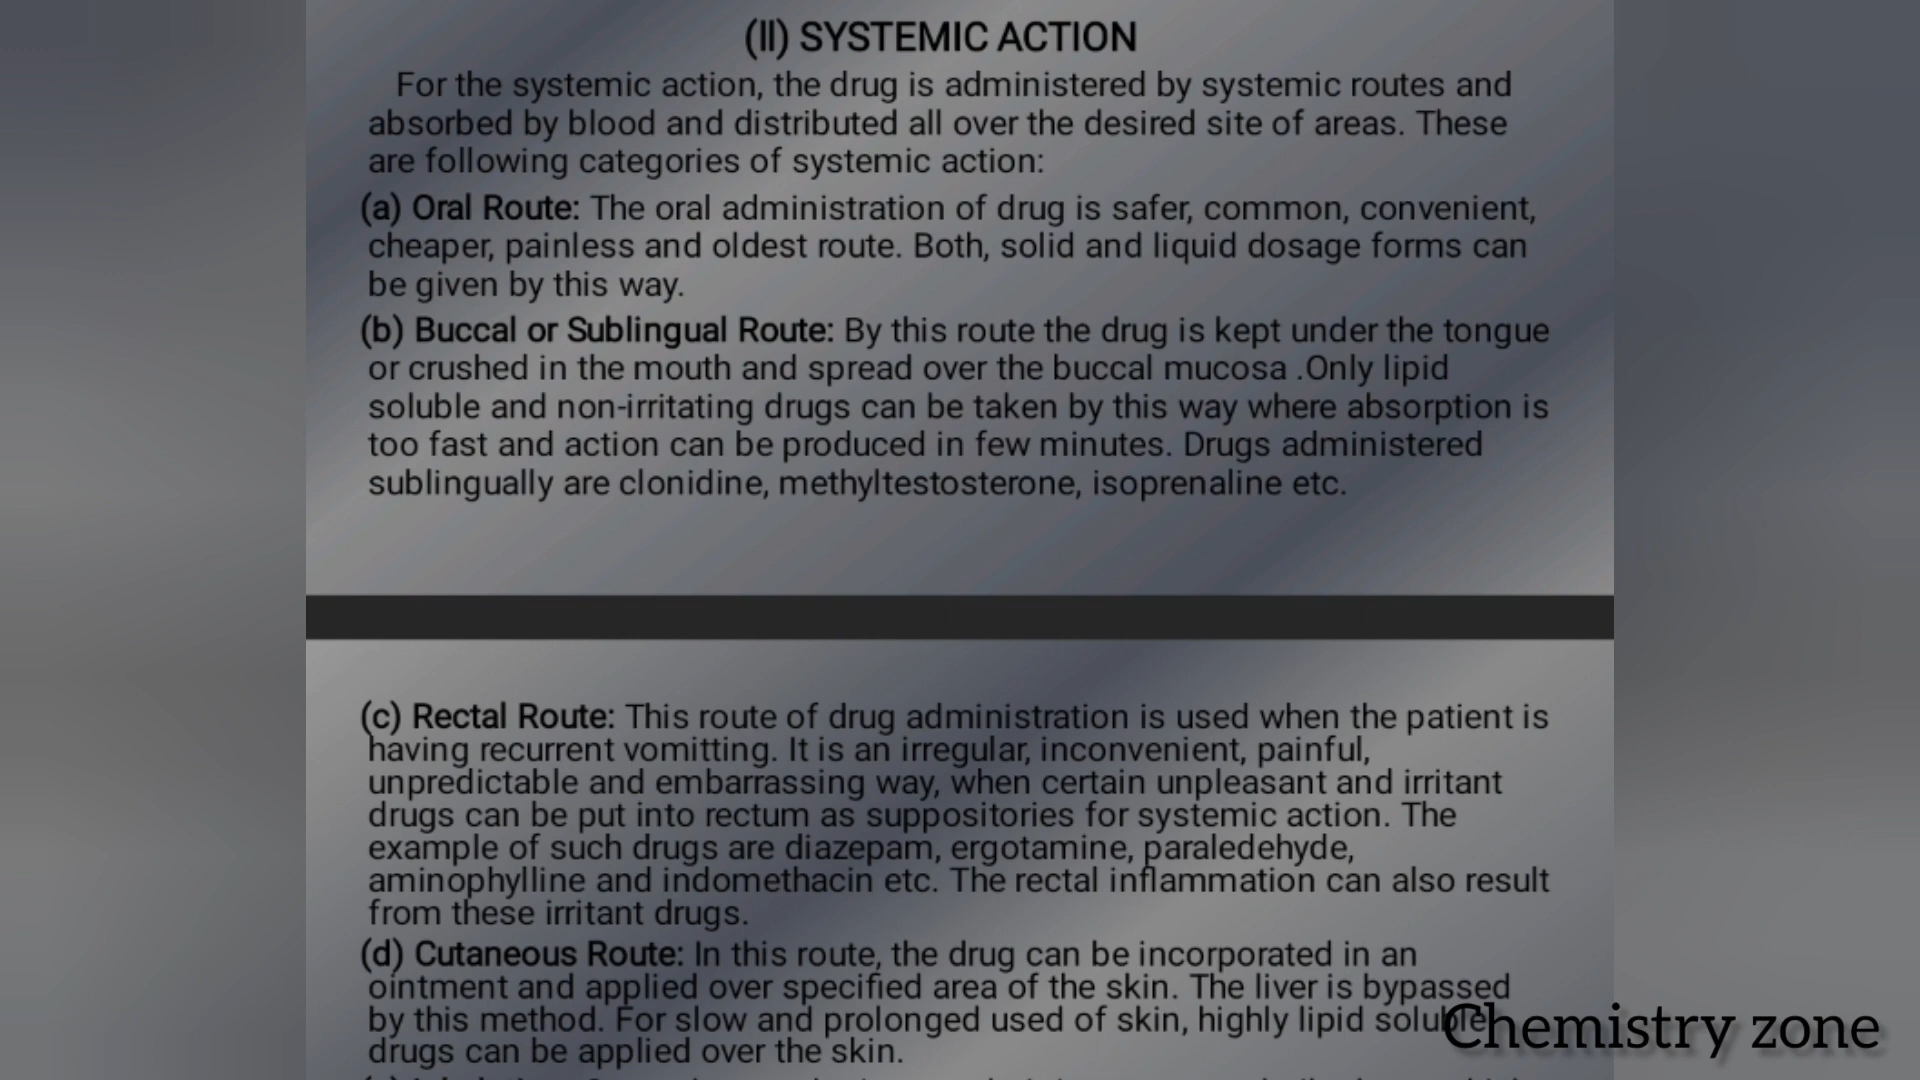 (II) SYSTEMIC ACTION
For the systemic action, the drug is administered by systemic routes and
absorbed by blood and distributed all over the desired site of areas. These
are following categories of systemic action:
(a) Oral Route: The oral administration of drug is safer, common, convenient,
cheaper, painless and oldest route. Both, solid and liquid dosage forms can
be given by this way.
(b) Buccal or Sublingual Route: By this route the drug is kept under the tongue
or crushed in the mouth and spread over the buccal mucosa .Only lipid
soluble and non-irritating drugs can be taken by this way where absorption is
too fast and action can be produced in few minutes. Drugs administered
sublingually are clonidine, methyltestosterone, isoprenaline etc.
(c) Rectal Route: This route of drug administration is used when the patient is
having recurrent vomitting. It is an irregular, inconvenient, painful,
unpredictable and embarrassing way, when certain unpleasant and irritant
drugs can be put into rectum as suppositories for systemic action. The
example of such drugs are diazepam, ergotamine, paraledehyde,
aminophylline and indomethacin etc. The rectal inflammation can also result
from these irritant drugs.
(d) Cutaneous Route: In this route, the drug can be incorporated in an
ointment and applied over specified area of the skin. The liver is bypassed
by this method. For slow and prolonged used of skin, highly lipid soluble
drugs can be applied over the skin.
Chemistry zone